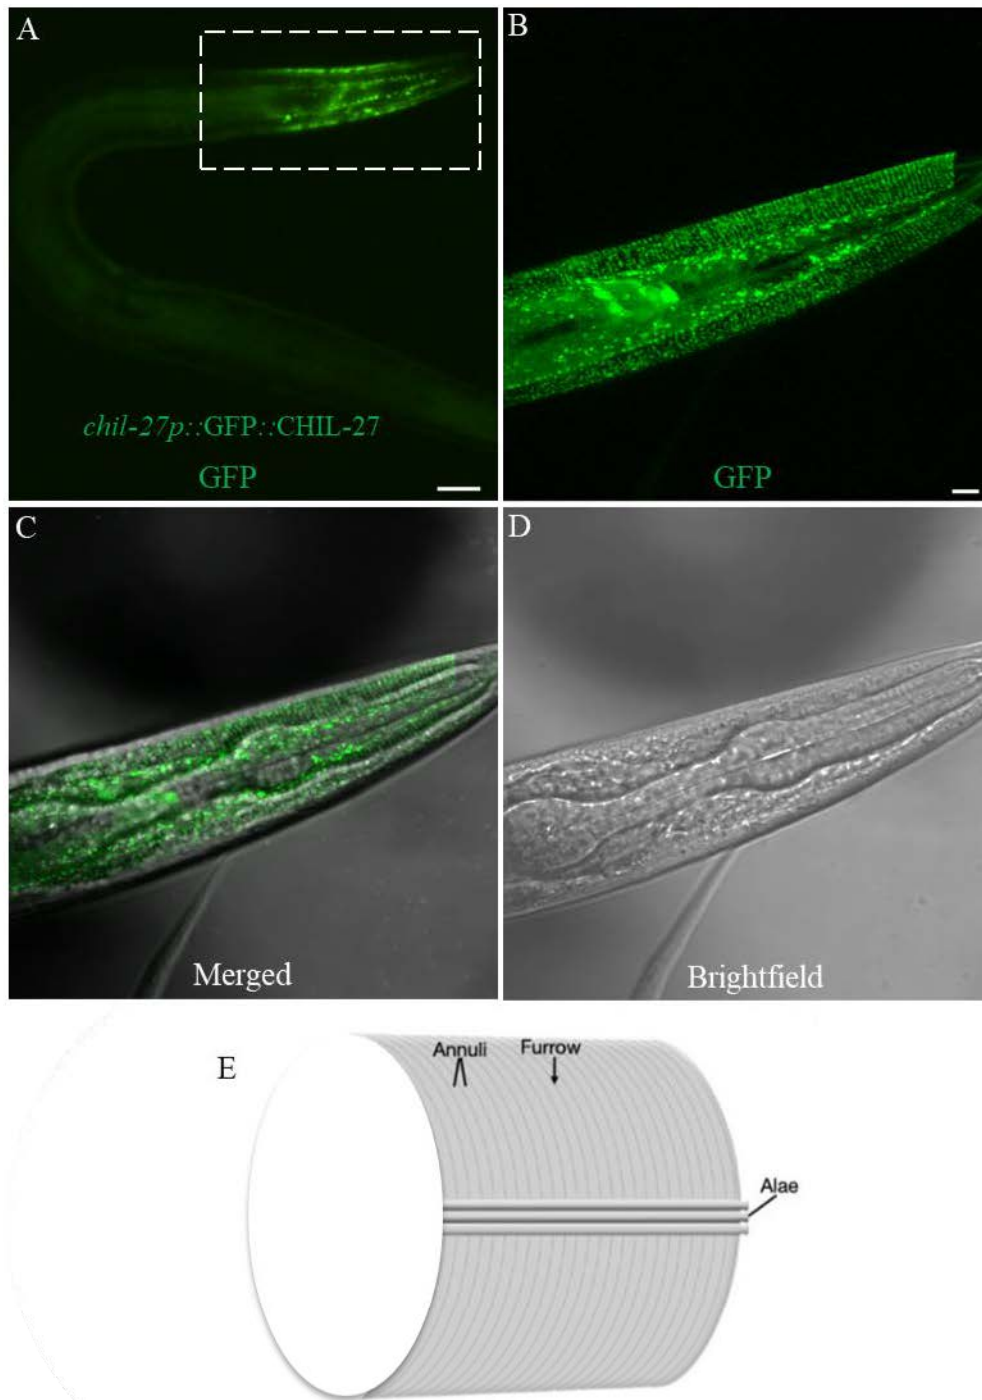 A
chil-27p::GFP::CHIL-27
GFP
B
GFP
C
Merged
D
Brightfield
E
Annuli Furrow
Alae